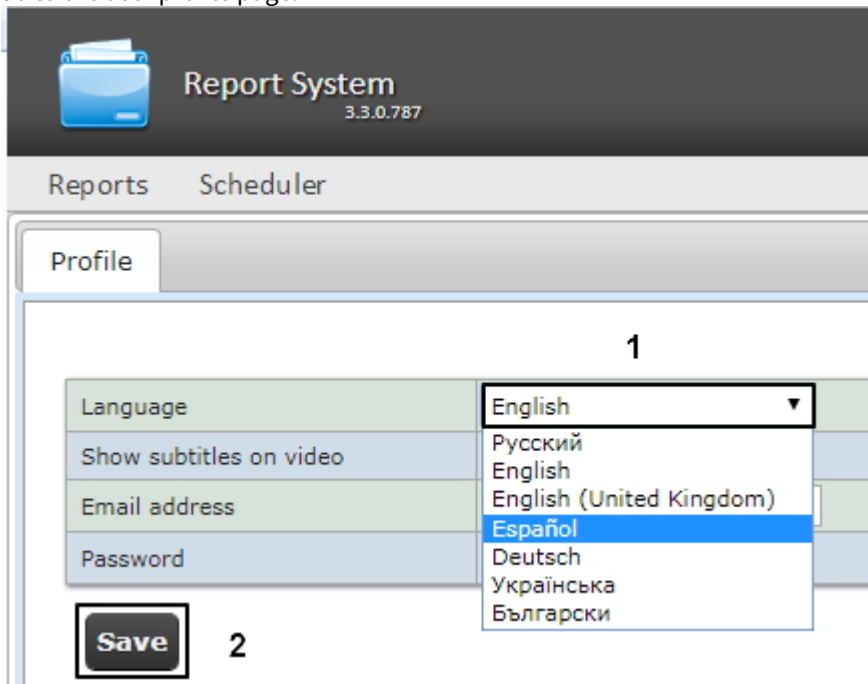 Report System
3.3.0.787
Reports Scheduler
Profile
1
Language English ▼
Русский
Show subtitles on video
English
English (United Kingdom)
Email address
Español
Password
Deutsch
Українська
Български
Save 2